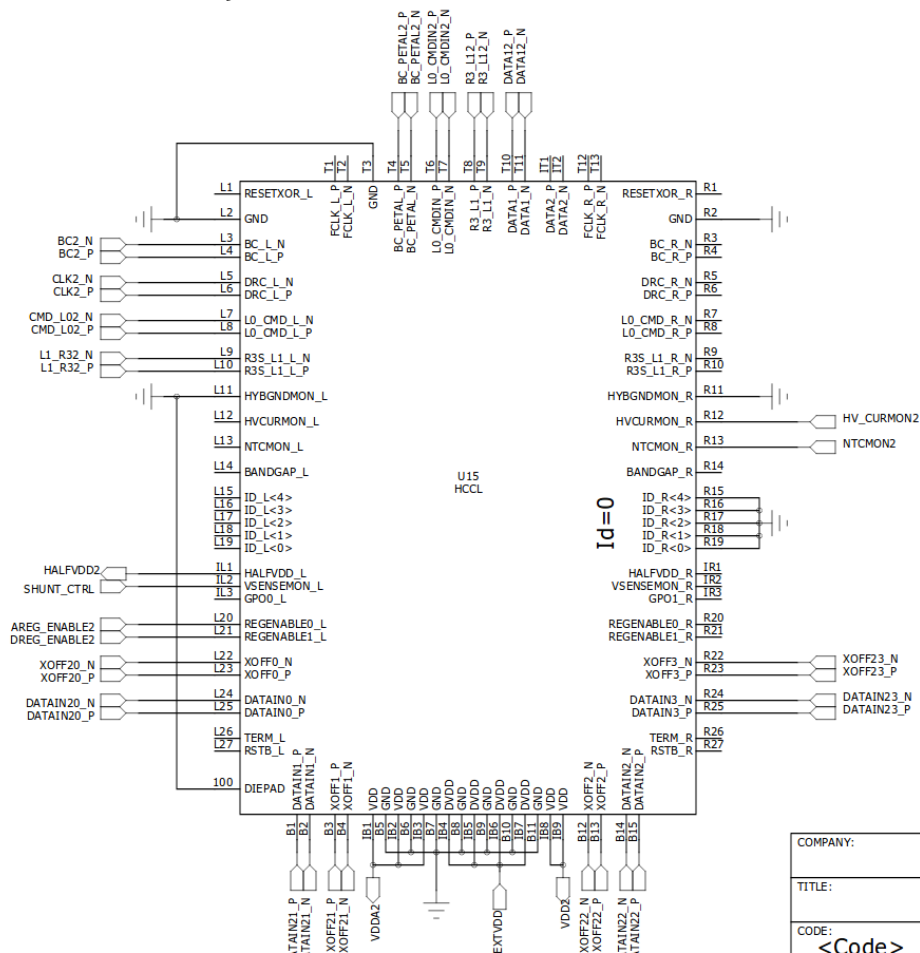 BC_PETAL2_P
BC_PETAL2_N
L0_CMDIN2_P
L0_CMDIN2_N
R3_L12_P
R3_L12_N
DATA12_P
DATA12_N
T1
T2
T3
T4
T5
T6
T7
T8
T9
T10
T11
IT1
IT2
T12
T13
FCLK_L_P
FCLK_L_N
GND
BC_PETAL_P
BC_PETAL_N
L0_CMDIN_P
L0_CMDIN_N
R3_L1_P
R3_L1_N
DATA1_P
DATA1_N
DATA2_P
DATA2_N
FCLK_R_P
FCLK_R_N
L1 RESETXOR_L
L2 GND
BC2_N L3 BC_L_N
BC2_P L4 BC_L_P
CLK2_N L5 DRC_L_N
CLK2_P L6 DRC_L_P
CMD_L02_N L7 L0_CMD_L_N
CMD_L02_P L8 L0_CMD_L_P
L1_R32_N L9 R3S_L1_L_N
L1_R32_P L10 R3S_L1_L_P
L11 HYBGNDMON_L
L12 HVCURMON_L
L13 NTCMON_L
L14 BANDGAP_L
L15 ID_L<4>
L16 ID_L<3>
L17 ID_L<2>
L18 ID_L<1>
L19 ID_L<0>
HALFVDD2 IL1 HALFVDD_L
SHUNT_CTRL IL2 VSENSEMON_L
IL3 GPO0_L
AREG_ENABLE2 L20 REGENABLE0_L
DREG_ENABLE2 L21 REGENABLE1_L
XOFF20_N L22 XOFF0_N
XOFF20_P L23 XOFF0_P
DATAIN20_N L24 DATAIN0_N
DATAIN20_P L25 DATAIN0_P
L26 TERM_L
L27 RSTB_L
100 DIEPAD
U15
HCCL
Id=0
RESETXOR_R R1
GND R2
BC_R_N R3
BC_R_P R4
DRC_R_N R5
DRC_R_P R6
L0_CMD_R_N R7
L0_CMD_R_P R8
R3S_L1_R_N R9
R3S_L1_R_P R10
HYBGNDMON_R R11
HVCURMON_R R12 HV_CURMON2
NTCMON_R R13 NTCMON2
BANDGAP_R R14
ID_R<4> R15
ID_R<3> R16
ID_R<2> R17
ID_R<1> R18
ID_R<0> R19
HALFVDD_R IR1
VSENSEMON_R IR2
GPO1_R IR3
REGENABLE0_R R20
REGENABLE1_R R21
XOFF3_N R22 XOFF23_N
XOFF3_P R23 XOFF23_P
DATAIN3_N R24 DATAIN23_N
DATAIN3_P R25 DATAIN23_P
TERM_R R26
RSTB_R R27
DATAIN1_P
DATAIN1_N
XOFF1_P
XOFF1_N
VDD
GND
VDD
GND
VDD
GND
DVDD
GND
DVDD
GND
DVDD
GND
DVDD
GND
VDD
VDD
XOFF2_N
XOFF2_P
DATAIN2_N
DATAIN2_P
B1
B2
B3
B4
IB1
B5
IB2
B6
IB3
B7
IB4
B8
IB5
B9
IB6
B10
IB7
B11
IB8
IB9
B12
B13
B14
B15
ATAIN21_P
ATAIN21_N
XOFF21_P
XOFF21_N
VDDA2
EXTVDD
VDD2
XOFF22_N
XOFF22_P
ATAIN22_N
ATAIN22_P
COMPANY:
TITLE:
CODE:
<Code>